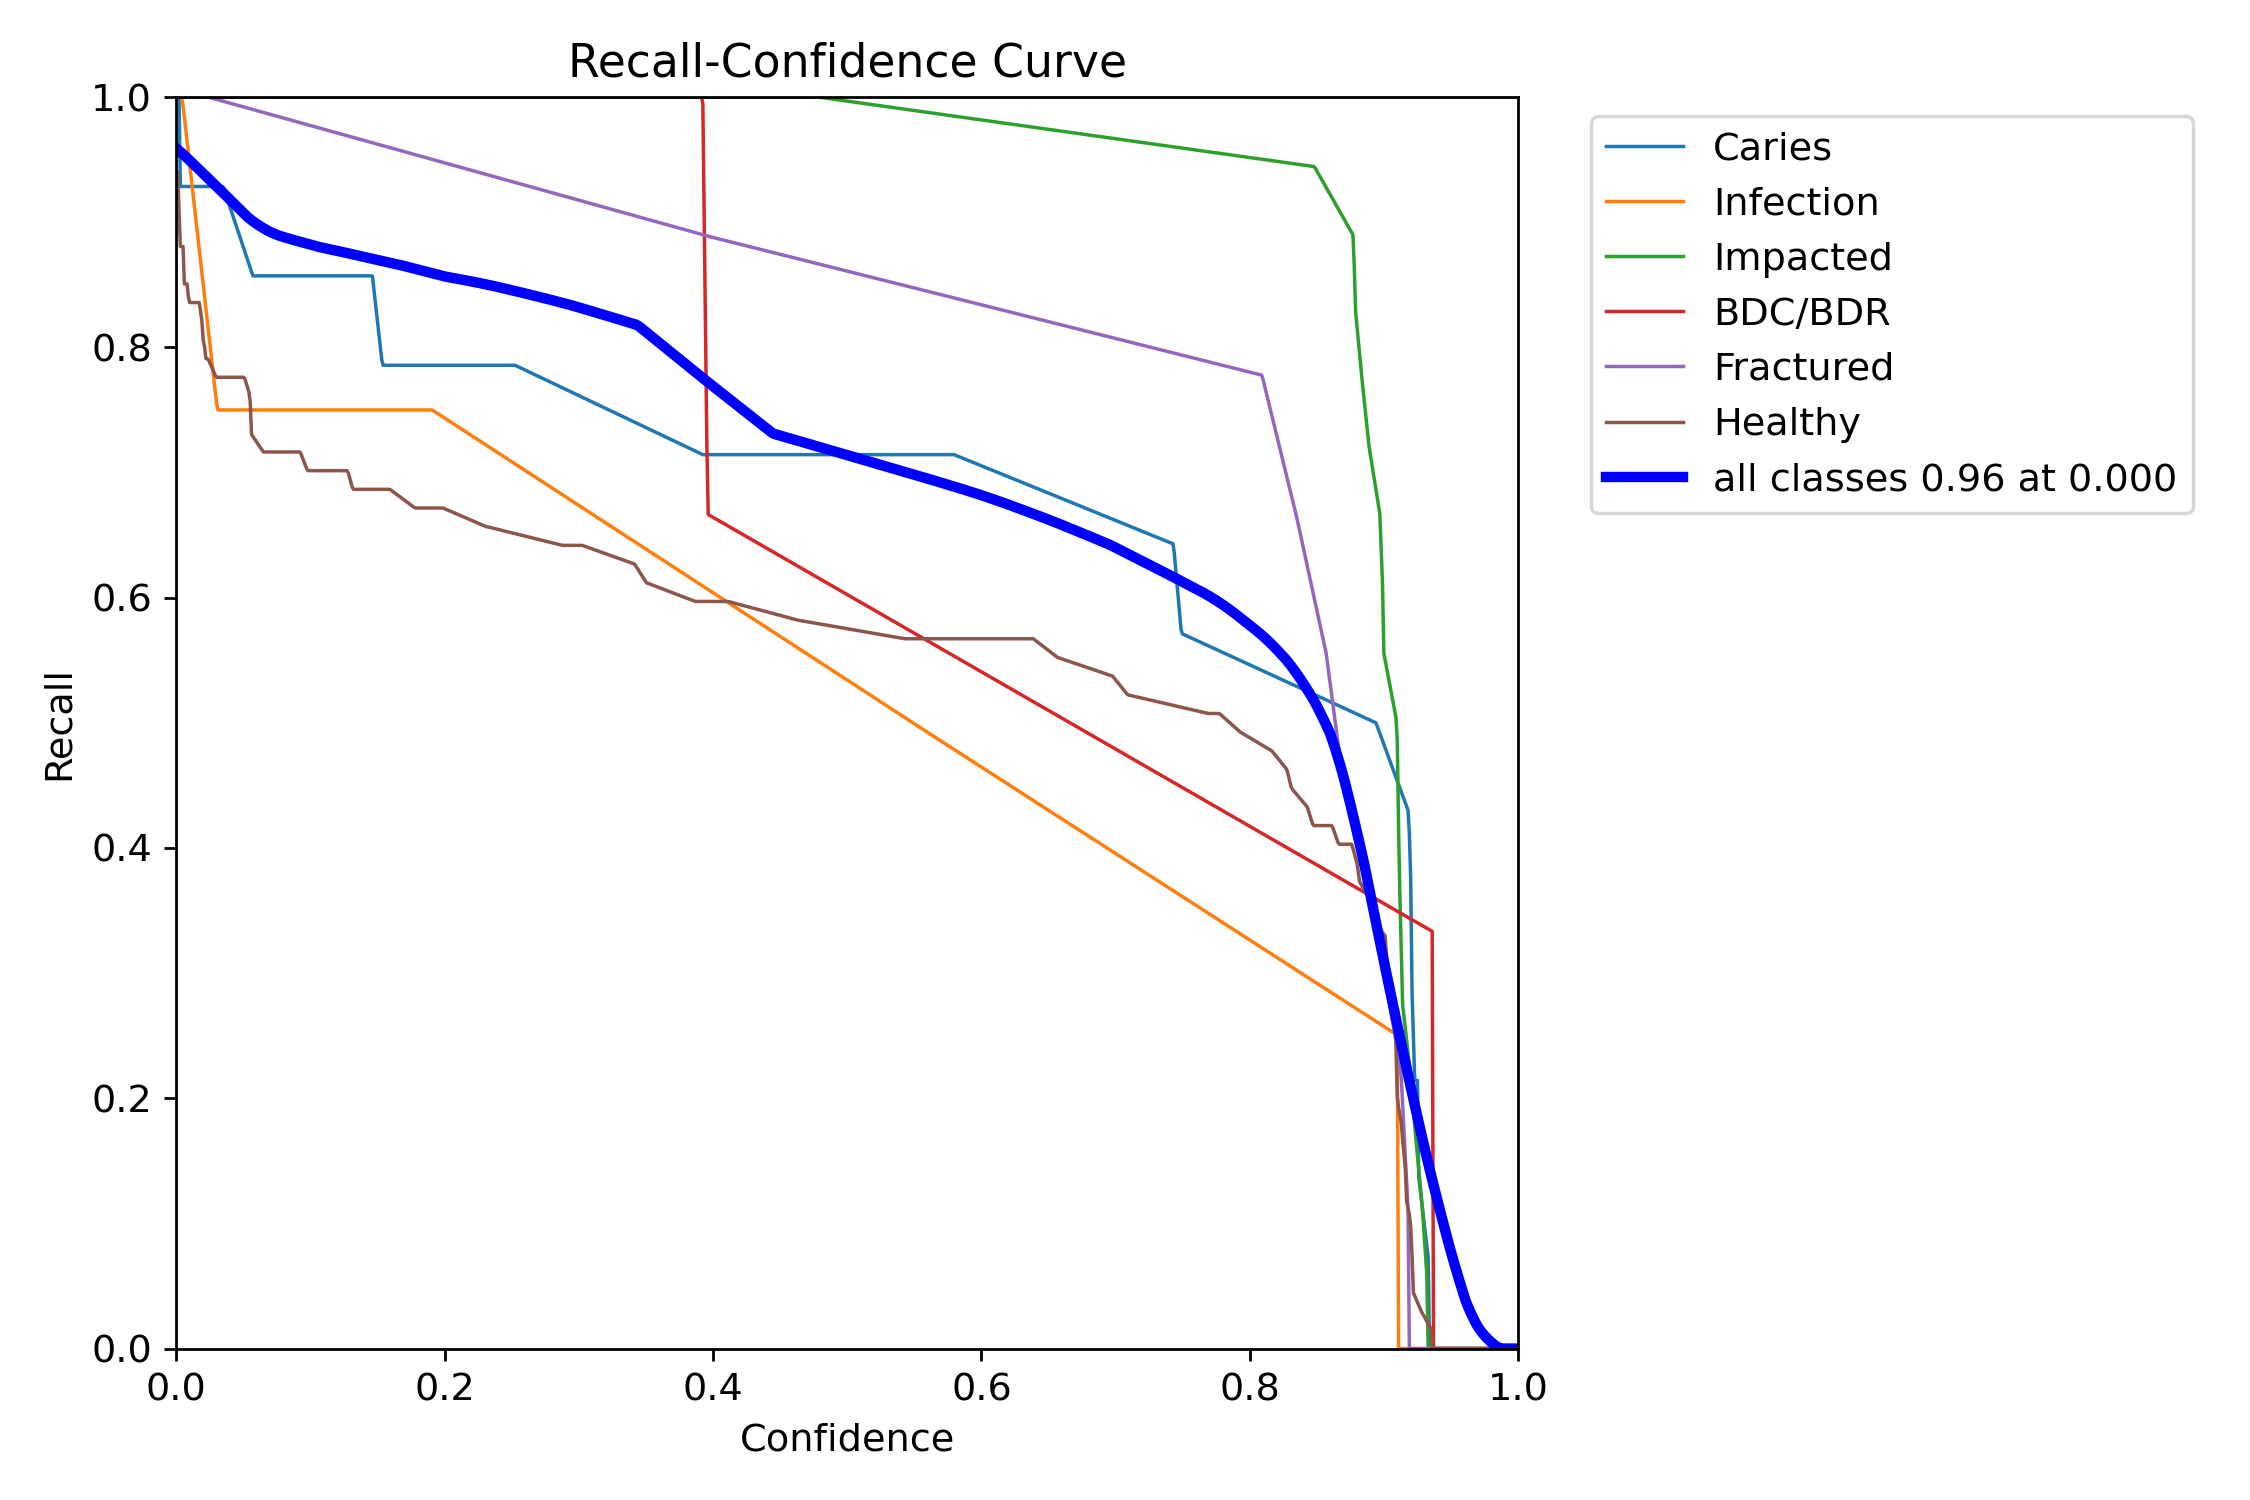 Recall-Confidence Curve
1.0
0.8
0.6
0.4
0.2
0.0
Recall
0.0 0.2 0.4 0.6 0.8 1.0
Confidence
Caries
Infection
Impacted
BDC/BDR
Fractured
Healthy
all classes 0.96 at 0.000